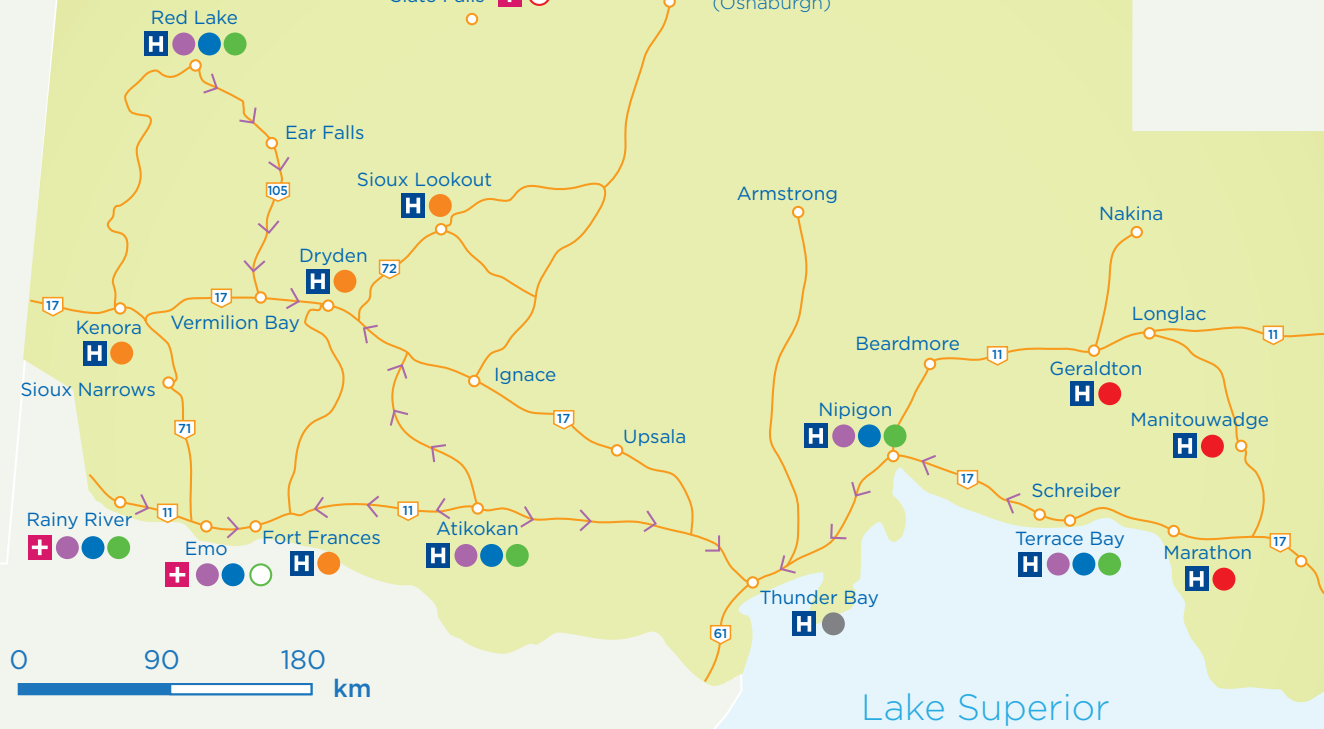 (Osnaburgh)
Red Lake
H
Ear Falls
105
Sioux Lookout
H
Armstrong
Nakina
Dryden
H
72
17
17
Kenora
H
Vermilion Bay
Longlac
11
Beardmore
11
Geraldton
H
Sioux Narrows
Ignace
17
Nipigon
H
Manitouwadge
H
71
Upsala
17
Schreiber
Rainy River
11
Emo
Fort Frances
H
11
Atikokan
H
Terrace Bay
H
Marathon
H
17
Thunder Bay
H
61
0 90 180 km
Lake Superior